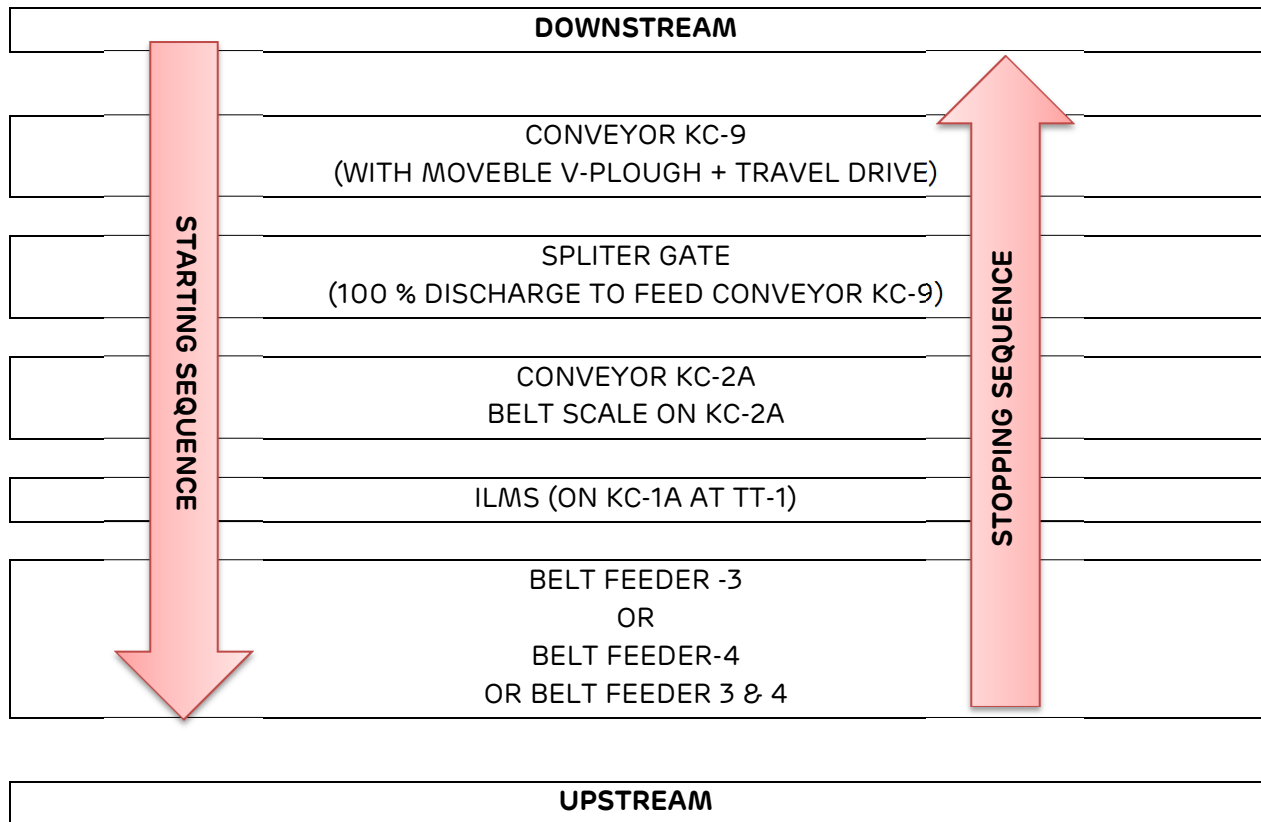 DOWNSTREAM
CONVEYOR KC-9
(WITH MOVEBLE V-PLOUGH + TRAVEL DRIVE)
STARTING SEQUENCE
SPLITER GATE
(100 % DISCHARGE TO FEED CONVEYOR KC-9)
STOPPING SEQUENCE
CONVEYOR KC-2A
BELT SCALE ON KC-2A
ILMS (ON KC-1A AT TT-1)
BELT FEEDER -3
OR
BELT FEEDER-4
OR BELT FEEDER 3 & 4
UPSTREAM